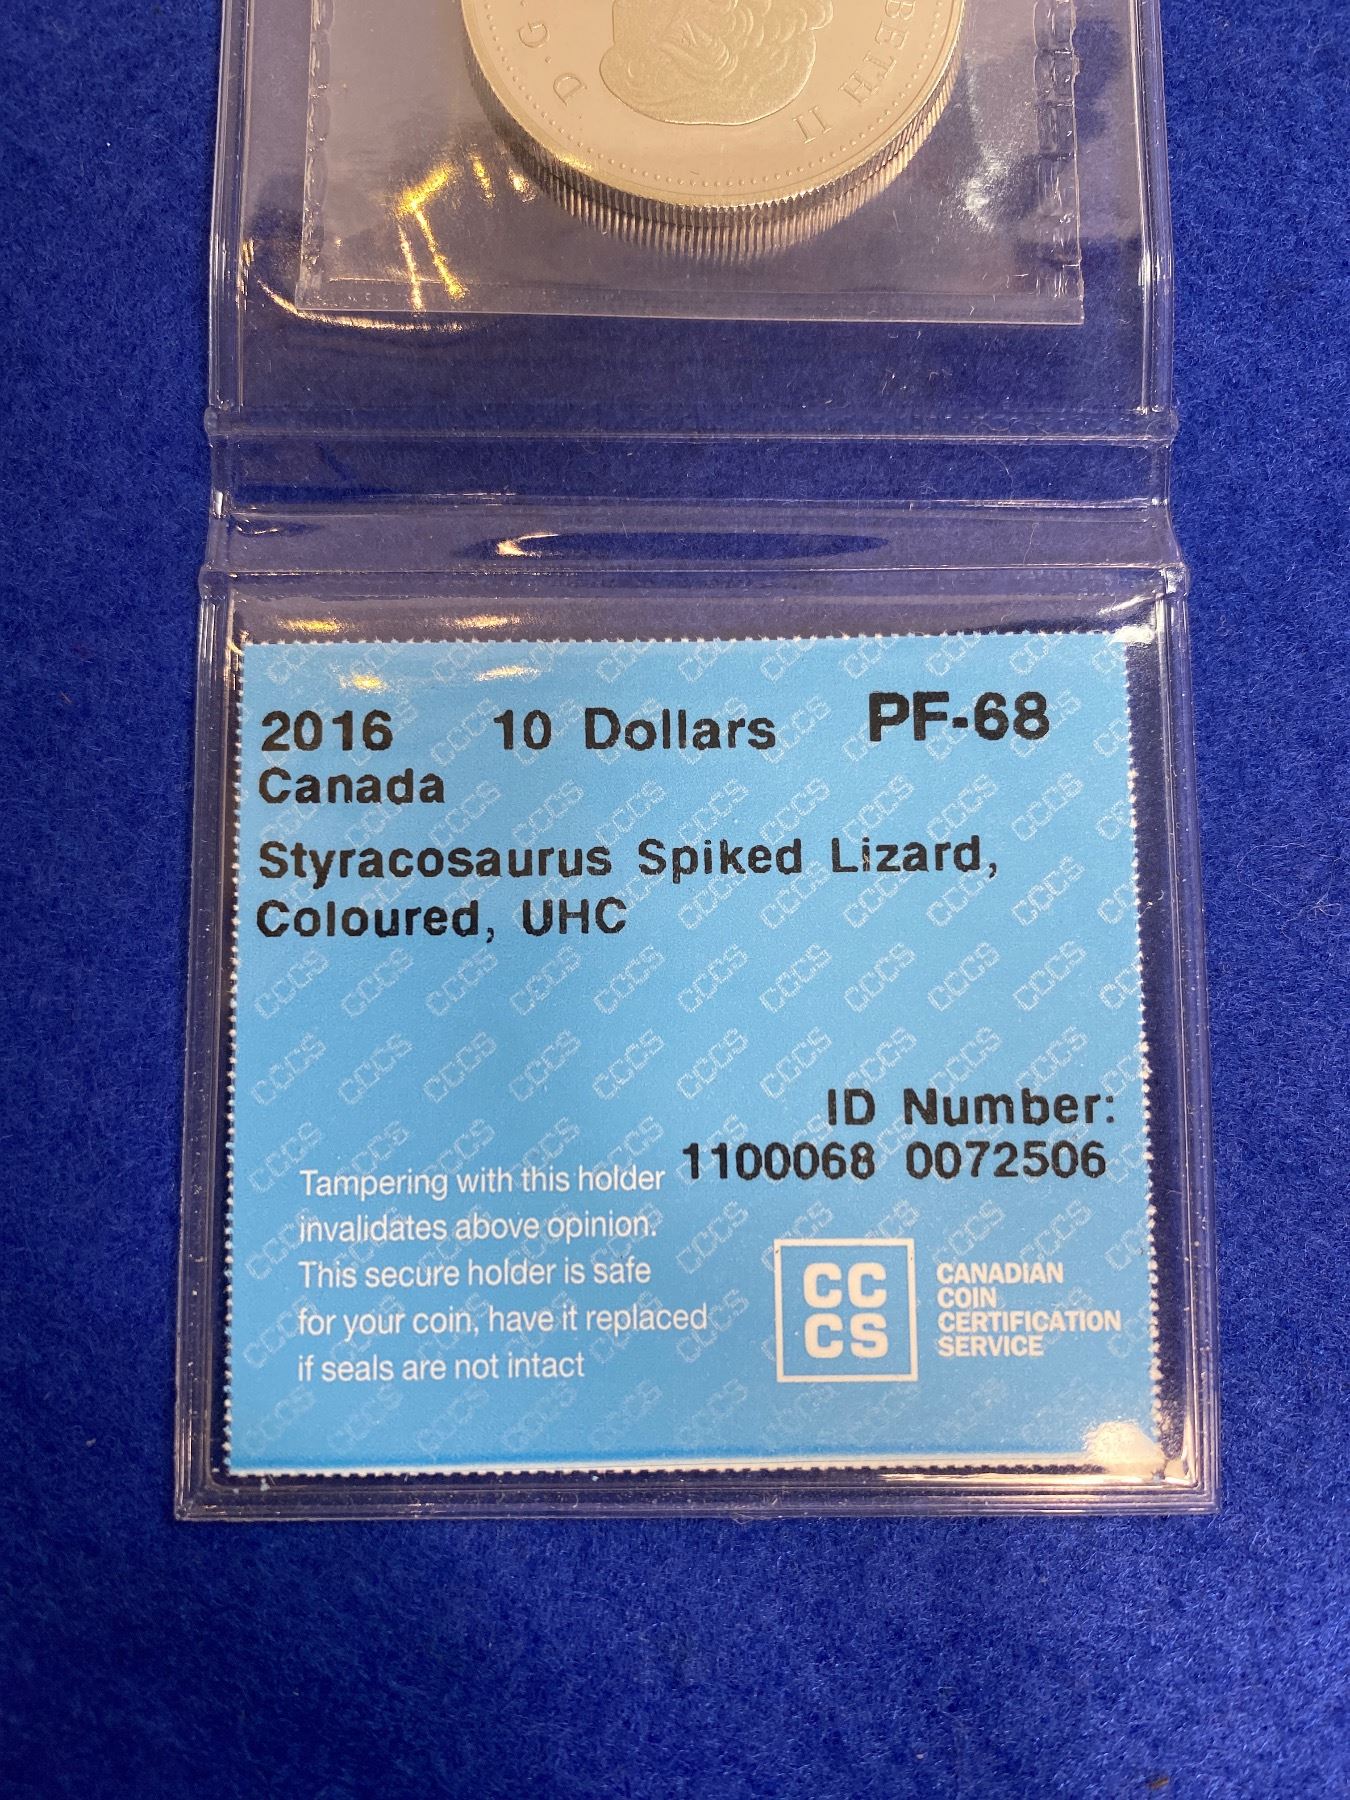 D. G.
BETH II
2016 10 Dollars PF-68
Canada
Styracosaurus Spiked Lizard,
Coloured, UHC
ID Number:
1100068 0072506
Tampering with this holder
invalidates above opinion.
This secure holder is safe
for your coin, have it replaced
if seals are not intact
CC
CS
CANADIAN
COIN
CERTIFICATION
SERVICE